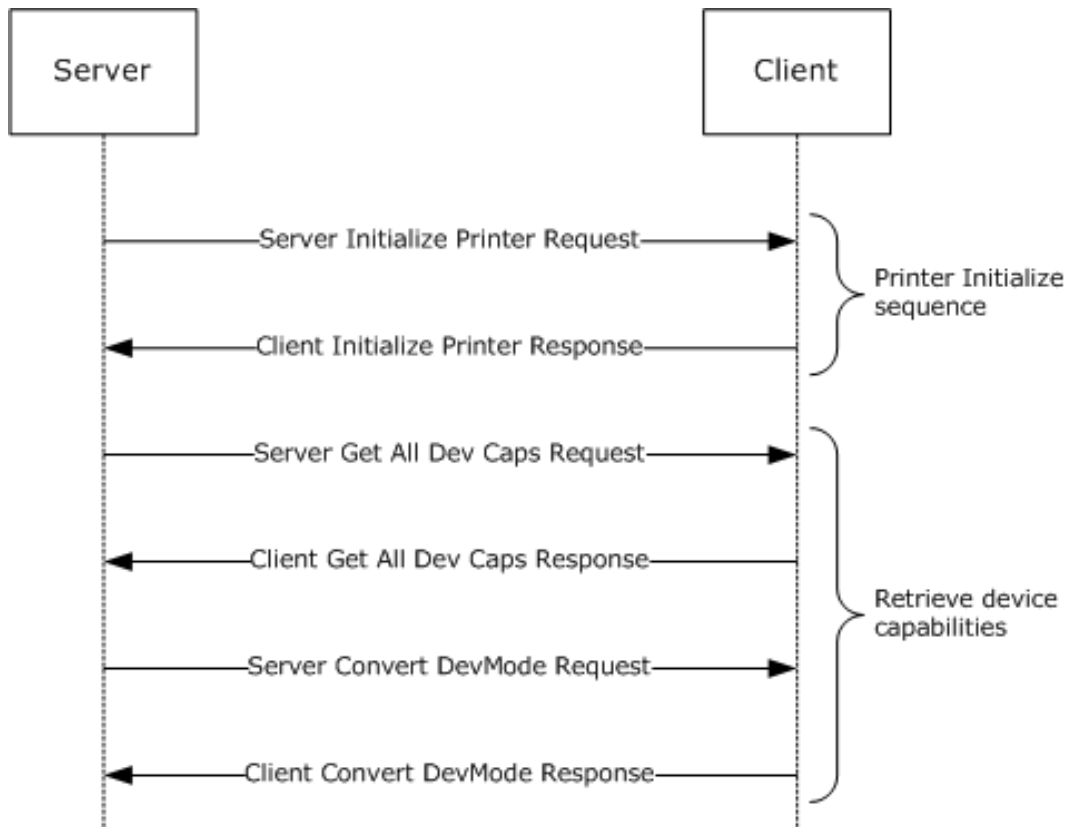 Server
Client
Server Initialize Printer Request
Printer Initialize
sequence
Client Initialize Printer Response
Server Get All Dev Caps Request
Client Get All Dev Caps Response
Retrieve device
capabilities
Server Convert DevMode Request
Client Convert DevMode Response